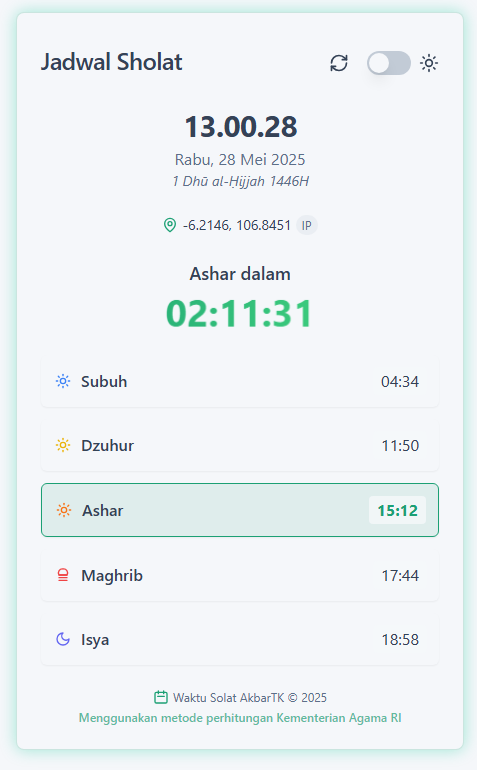 Jadwal Sholat
13.00.28
Rabu, 28 Mei 2025
1 Dhū al-Ḥijjah 1446H
-6.2146, 106.8451 IP
Ashar dalam
02:11:31
Subuh 04:34
Dzuhur 11:50
Ashar 15:12
Maghrib 17:44
Isya 18:58
Waktu Solat AkbarTK © 2025
Menggunakan metode perhitungan Kementerian Agama RI